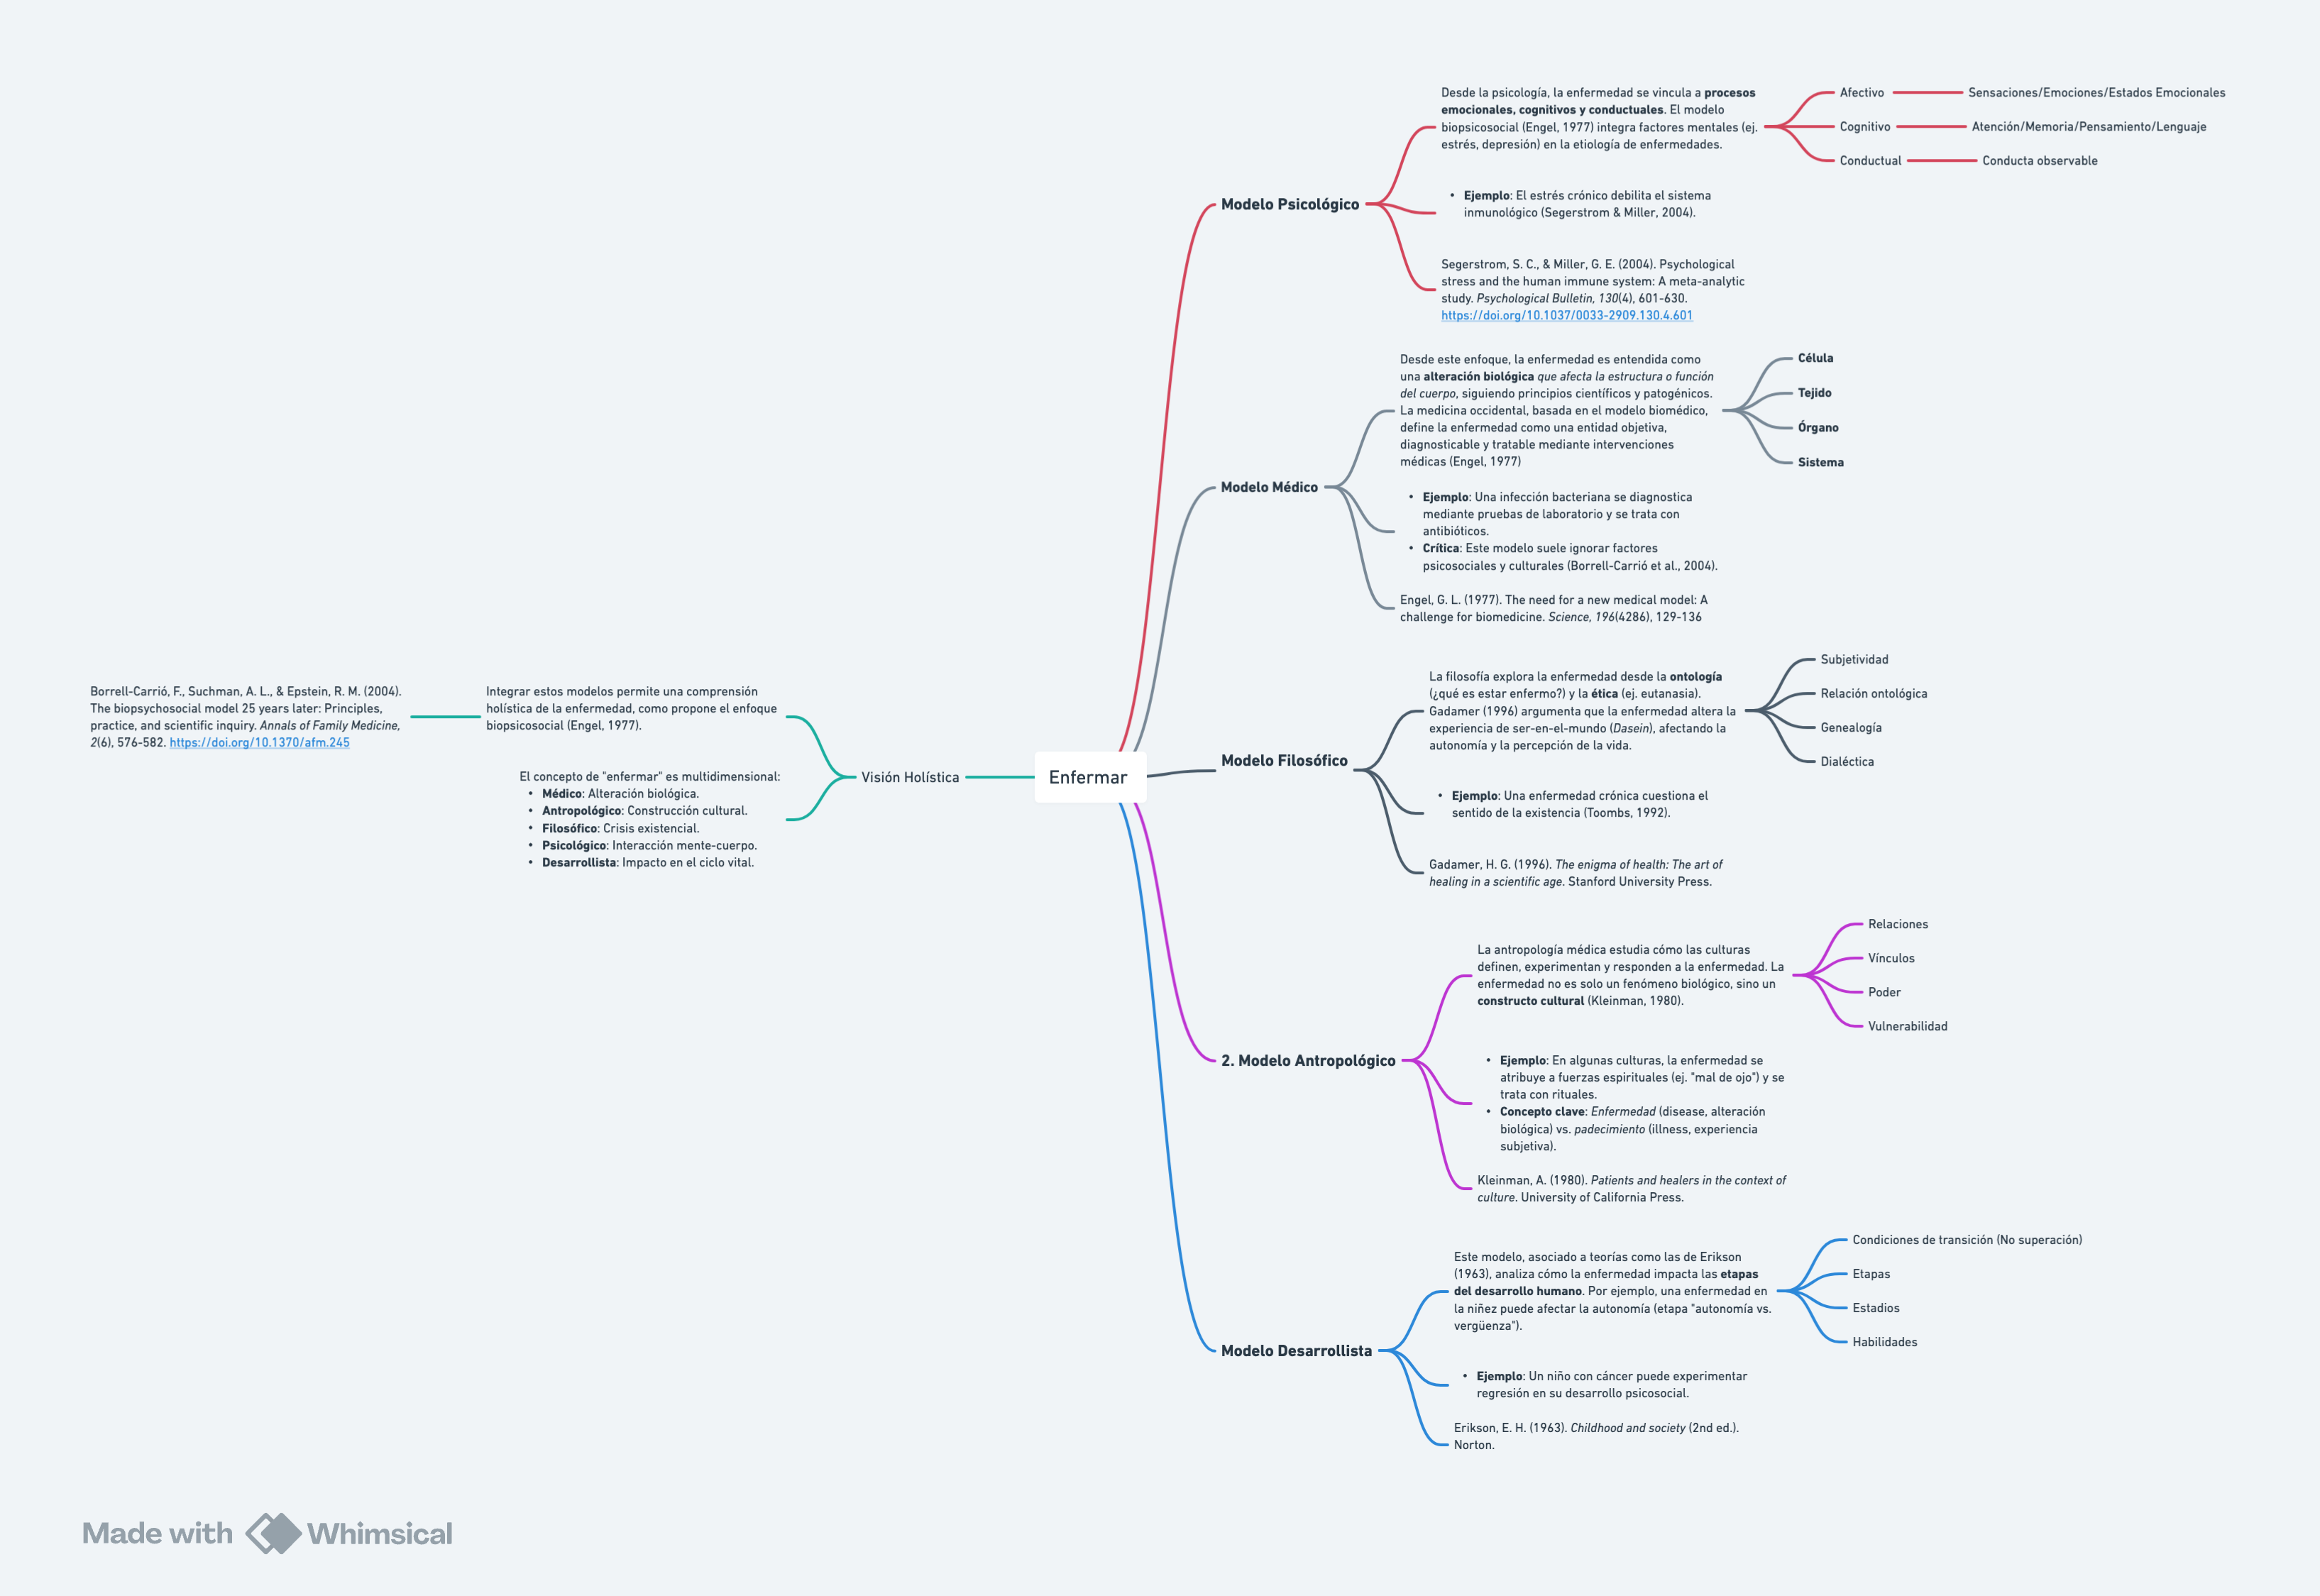 Desde la psicología, la enfermedad se vincula a procesos
emocionales, cognitivos y conductuales. El modelo
biopsicosocial (Engel, 1977) integra factores mentales (ej.
estrés, depresión) en la etiología de enfermedades.
Afectivo
Sensaciones/Emociones/Estados Emocionales
Cognitivo
Atención/Memoria/Pensamiento/Lenguaje
Conductual
Conducta observable
Modelo Psicológico
• Ejemplo: El estrés crónico debilita el sistema
inmunológico (Segerstrom & Miller, 2004).
Segerstrom, S. C., & Miller, G. E. (2004). Psychological
stress and the human immune system: A meta-analytic
study. Psychological Bulletin, 130(4), 601-630.
https://doi.org/10.1037/0033-2909.130.4.601
Desde este enfoque, la enfermedad es entendida como
una alteración biológica que afecta la estructura o función
del cuerpo, siguiendo principios científicos y patogénicos.
La medicina occidental, basada en el modelo biomédico,
define la enfermedad como una entidad objetiva,
diagnosticable y tratable mediante intervenciones
médicas (Engel, 1977)
Célula
Tejido
Órgano
Sistema
Modelo Médico
• Ejemplo: Una infección bacteriana se diagnostica
mediante pruebas de laboratorio y se trata con
antibióticos.
• Crítica: Este modelo suele ignorar factores
psicosociales y culturales (Borrell-Carrió et al., 2004).
Engel, G. L. (1977). The need for a new medical model: A
challenge for biomedicine. Science, 196(4286), 129-136
Borrell-Carrió, F., Suchman, A. L., & Epstein, R. M. (2004).
The biopsychosocial model 25 years later: Principles,
practice, and scientific inquiry. Annals of Family Medicine,
2(6), 576-582. https://doi.org/10.1370/afm.245
Integrar estos modelos permite una comprensión
holística de la enfermedad, como propone el enfoque
biopsicosocial (Engel, 1977).
El concepto de "enfermar" es multidimensional:
• Médico: Alteración biológica.
• Antropológico: Construcción cultural.
• Filosófico: Crisis existencial.
• Psicológico: Interacción mente-cuerpo.
• Desarrollista: Impacto en el ciclo vital.
Visión Holística
Enfermar
La filosofía explora la enfermedad desde la ontología
(¿qué es estar enfermo?) y la ética (ej. eutanasia).
Gadamer (1996) argumenta que la enfermedad altera la
experiencia de ser-en-el-mundo (Dasein), afectando la
autonomía y la percepción de la vida.
Subjetividad
Relación ontológica
Genealogía
Dialéctica
Modelo Filosófico
• Ejemplo: Una enfermedad crónica cuestiona el
sentido de la existencia (Toombs, 1992).
Gadamer, H. G. (1996). The enigma of health: The art of
healing in a scientific age. Stanford University Press.
La antropología médica estudia cómo las culturas
definen, experimentan y responden a la enfermedad. La
enfermedad no es solo un fenómeno biológico, sino un
constructo cultural (Kleinman, 1980).
Relaciones
Vínculos
Poder
Vulnerabilidad
2. Modelo Antropológico
• Ejemplo: En algunas culturas, la enfermedad se
atribuye a fuerzas espirituales (ej. "mal de ojo") y se
trata con rituales.
• Concepto clave: Enfermedad (disease, alteración
biológica) vs. padecimiento (illness, experiencia
subjetiva).
Kleinman, A. (1980). Patients and healers in the context of
culture. University of California Press.
Este modelo, asociado a teorías como las de Erikson
(1963), analiza cómo la enfermedad impacta las etapas
del desarrollo humano. Por ejemplo, una enfermedad en
la niñez puede afectar la autonomía (etapa "autonomía vs.
vergüenza").
Condiciones de transición (No superación)
Etapas
Estadios
Habilidades
Modelo Desarrollista
• Ejemplo: Un niño con cáncer puede experimentar
regresión en su desarrollo psicosocial.
Erikson, E. H. (1963). Childhood and society (2nd ed.).
Norton.
Made with Whimsical